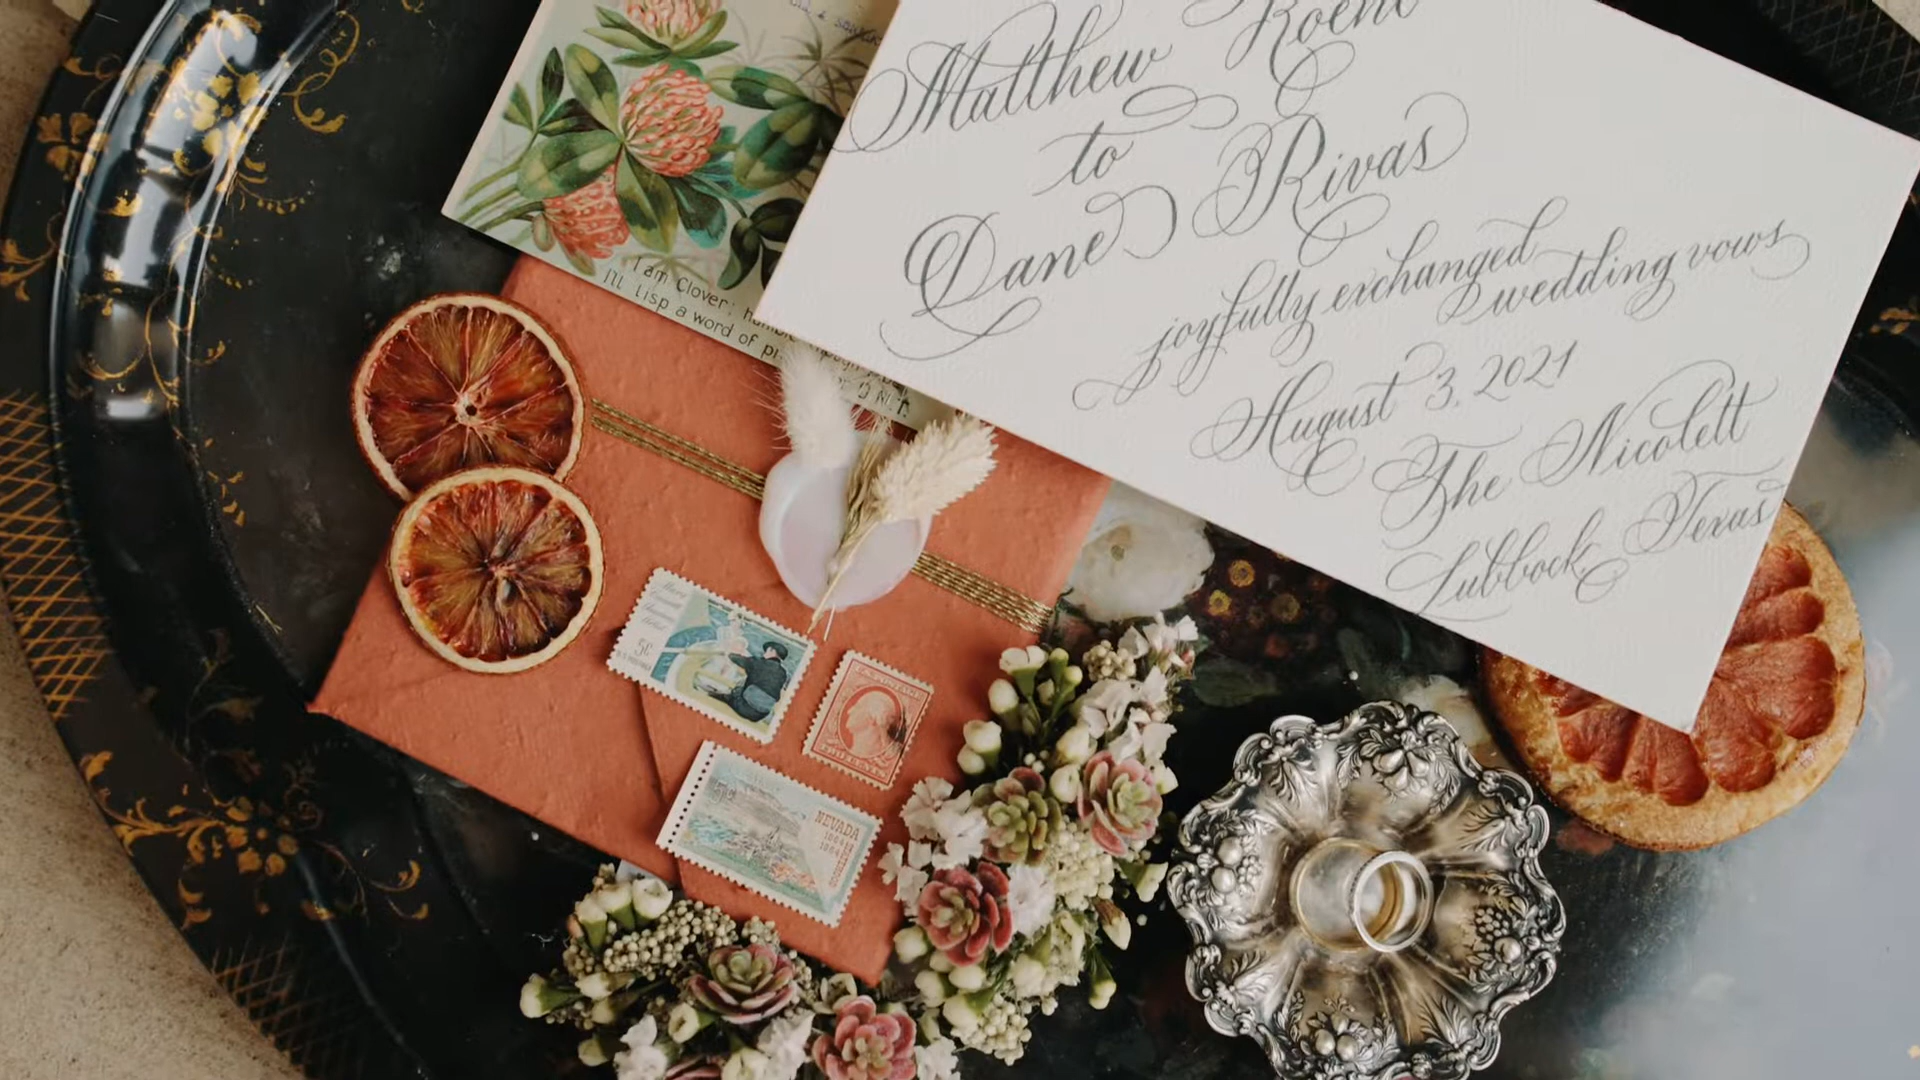 Matthew
to
Dane Rivas
joyfully exchanged
wedding vows
August 3, 2021
The Nicolett
Lubbock, Texas
I am Clover;
I'll lisp a word of
5c
NEVADA